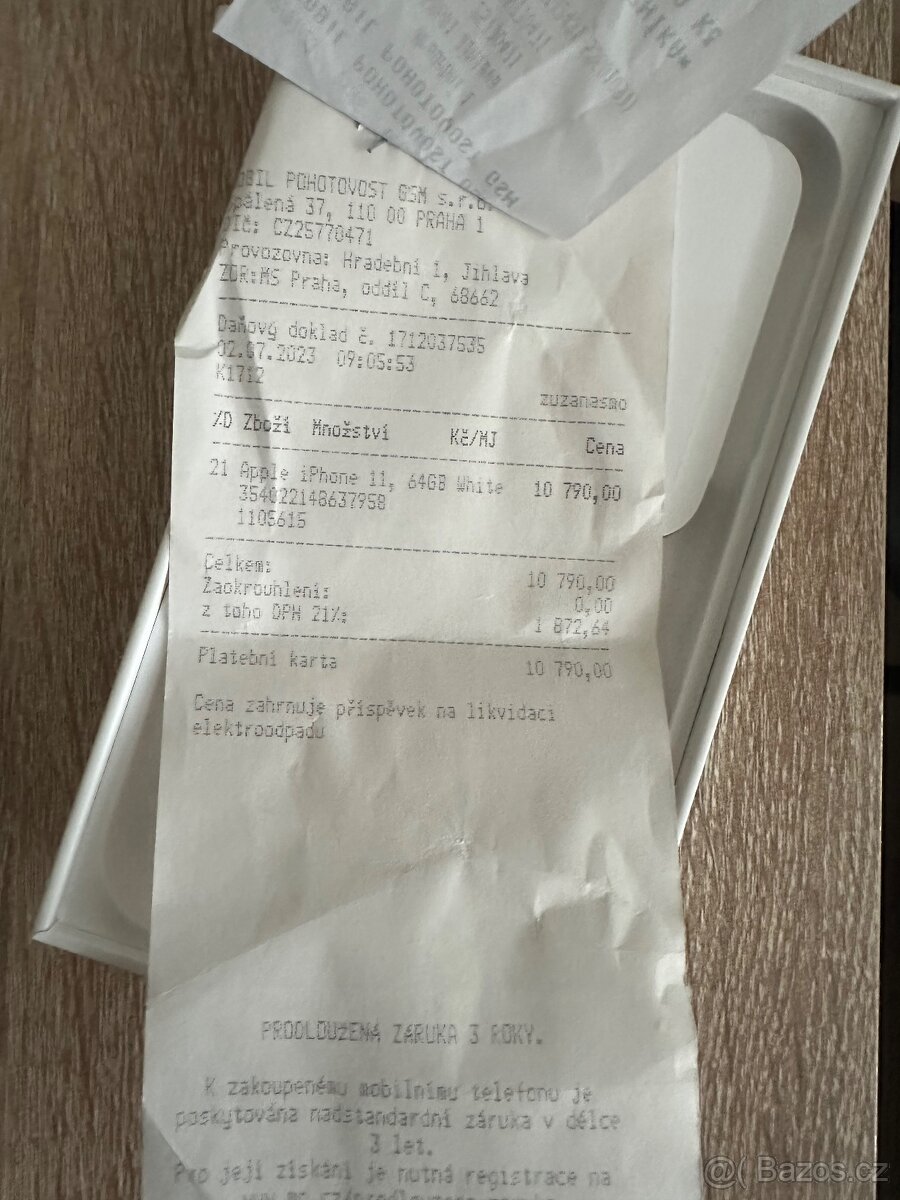 POHOTOVOST GSM s.r.o.
37, 110 00 PRAHA 1
DIČ: CZ25770471
Provozovna: Hradební 1, Jihlava
ZOR:MS Praha, oddíl C, 68662
Daňový doklad č. 1712037535
02.07.2023 09:05:53
K1712
zuzanasmo
%D Zboží Množství Kč/MJ Cena
21 Apple iPhone 11, 64GB White 10 790,00
354022148637958
1105615
Celkem: 10 790,00
Zaokrouhlení: 0,00
z toho DPH 21%: 1 872,64
Platební karta 10 790,00
Cena zahrnuje příspěvek na likvidaci
elektroodpadu
PRODLOUŽENÁ ZÁRUKA 3 ROKY.
K zakoupenému mobilnímu telefonu je
poskytována nadstandardní záruka v délce
3 let.
Pro její získání je nutná registrace na
@( Bazos.cz